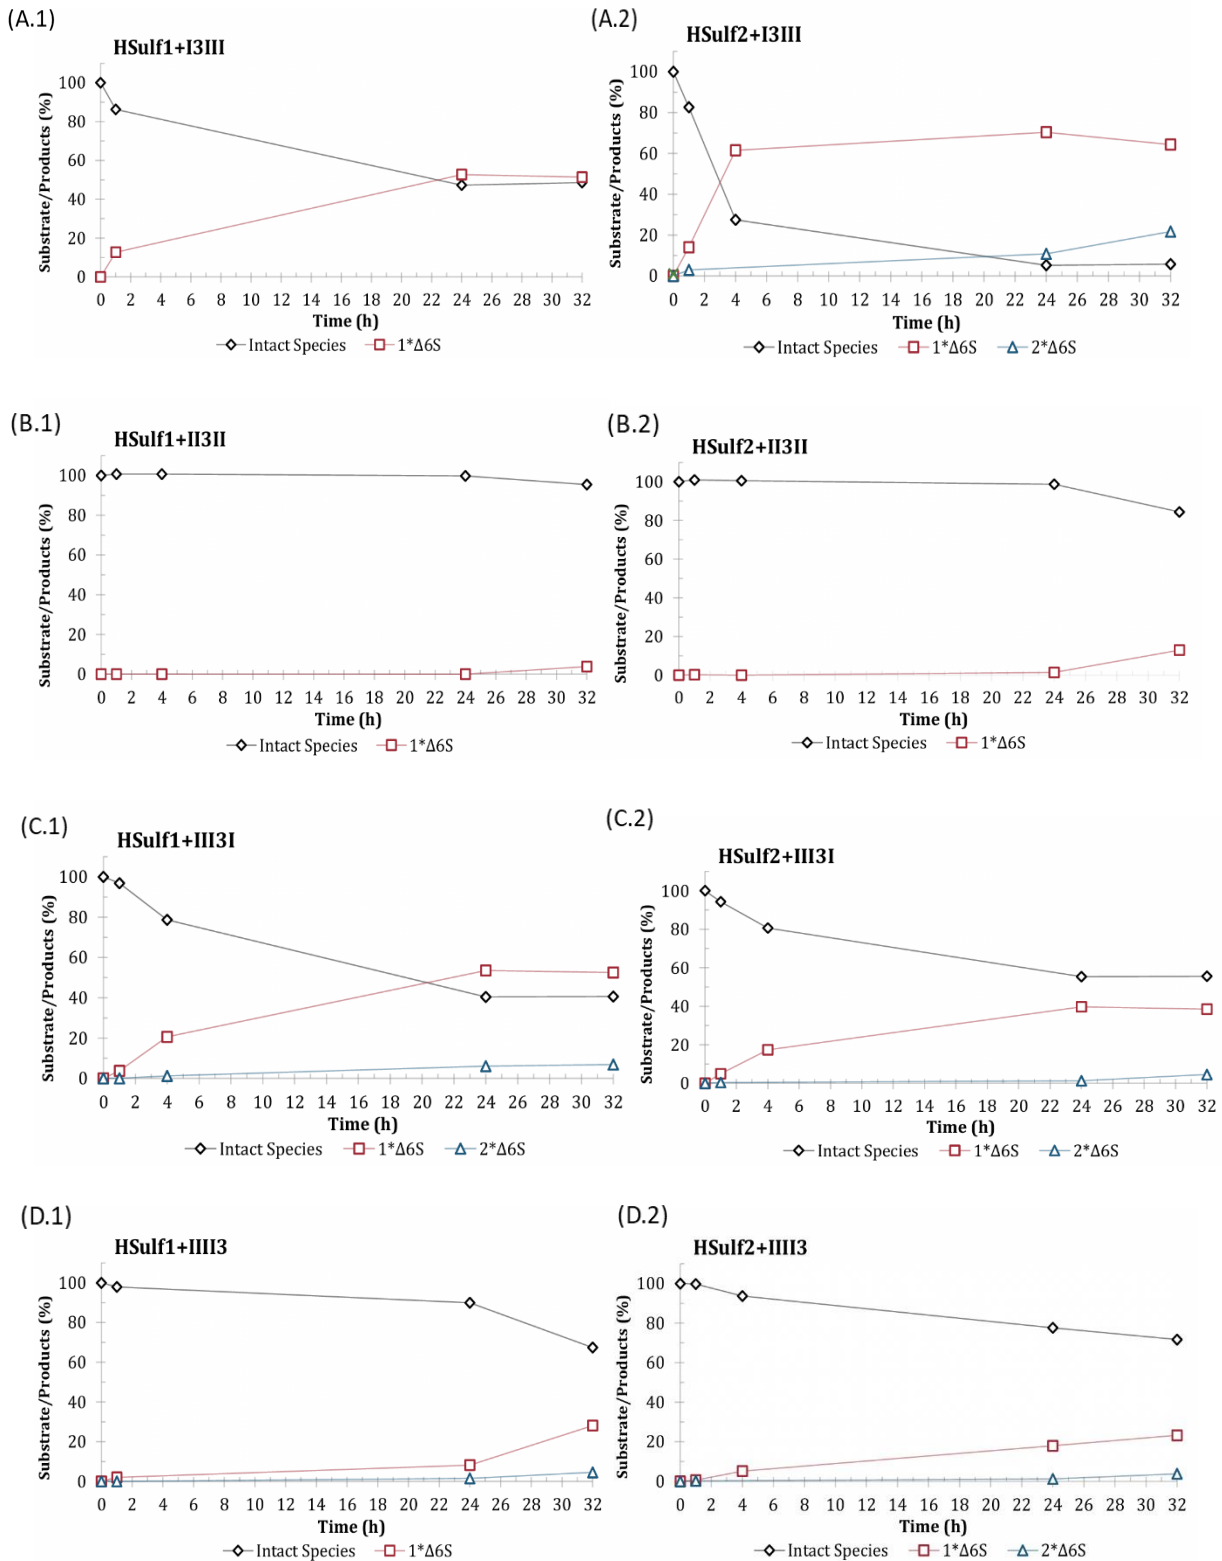 (A.1)
HSulf1+I3III
Substrate/Products (%)
100
80
60
40
20
0
0 2 4 6 8 10 12 14 16 18 20 22 24 26 28 30 32
Time (h)
Intact Species 1*Δ6S
(A.2)
HSulf2+I3III
Substrate/Products (%)
100
80
60
40
20
0
0 2 4 6 8 10 12 14 16 18 20 22 24 26 28 30 32
Time (h)
Intact Species 1*Δ6S 2*Δ6S
(B.1)
HSulf1+II3II
Substrate/Products (%)
100
80
60
40
20
0
0 2 4 6 8 10 12 14 16 18 20 22 24 26 28 30 32
Time (h)
Intact Species 1*Δ6S
(B.2)
HSulf2+II3II
Substrate/Products (%)
100
80
60
40
20
0
0 2 4 6 8 10 12 14 16 18 20 22 24 26 28 30 32
Time (h)
Intact Species 1*Δ6S
(C.1)
HSulf1+III3I
Substrate/Products (%)
100
80
60
40
20
0
0 2 4 6 8 10 12 14 16 18 20 22 24 26 28 30 32
Time (h)
Intact Species 1*Δ6S 2*Δ6S
(C.2)
HSulf2+III3I
Substrate/Products (%)
100
80
60
40
20
0
0 2 4 6 8 10 12 14 16 18 20 22 24 26 28 30 32
Time (h)
Intact Species 1*Δ6S 2*Δ6S
(D.1)
HSulf1+IIII3
Substrate/Products (%)
100
80
60
40
20
0
0 2 4 6 8 10 12 14 16 18 20 22 24 26 28 30 32
Time (h)
Intact Species 1*Δ6S
(D.2)
HSulf2+IIII3
Substrate/Products (%)
100
80
60
40
20
0
0 2 4 6 8 10 12 14 16 18 20 22 24 26 28 30 32
Time (h)
Intact Species 1*Δ6S 2*Δ6S